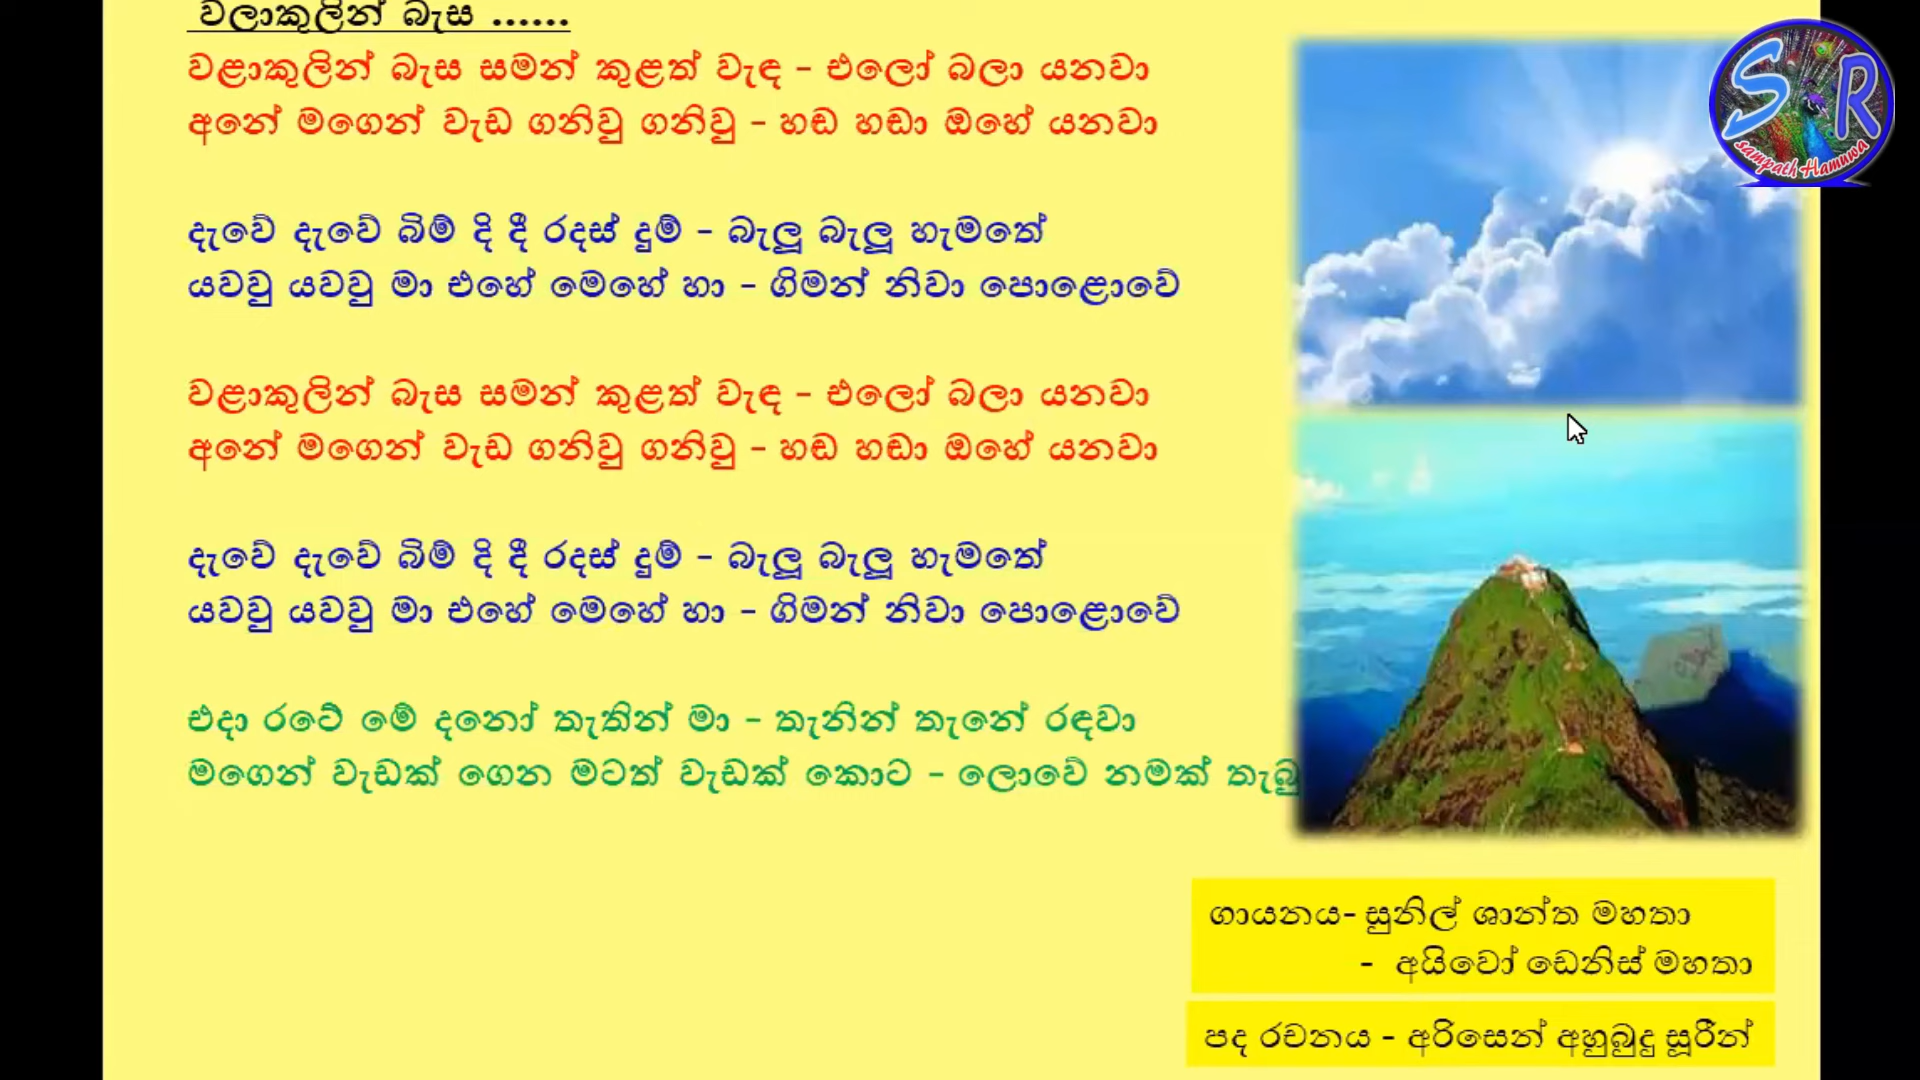 වලාකුලින් බැස ......
වළාකුලින් බැස සමන් කුළත් වැඳ - එලෝ බලා යනවා
අනේ මගෙන් වැඩ ගනිවු ගනිවු - හඬ හඬා ඔහේ යනවා
දැවේ දැවේ බිම් දි දී රදස් දුම් - බැලූ බැලූ හැමතේ
යවවු යවවු මා එහේ මෙහේ හා - ගිමන් නිවා පොළොවේ
වළාකුලින් බැස සමන් කුළත් වැඳ - එලෝ බලා යනවා
අනේ මගෙන් වැඩ ගනිවු ගනිවු - හඬ හඬා ඔහේ යනවා
දැවේ දැවේ බිම් දි දී රදස් දුම් - බැලූ බැලූ හැමතේ
යවවු යවවු මා එහේ මෙහේ හා - ගිමන් නිවා පොළොවේ
එදා රටේ මේ දනෝ කැතින් මා - තැනින් තැනේ රඳවා
මගෙන් වැඩක් ගෙන මටත් වැඩක් කොට - ලොවේ නමක් තැබු
ගායනය- සුනිල් ශාන්ත මහතා
- අයිවෝ ඩෙනිස් මහතා
පද රචනය - අරිසෙන් අහුබුදු සූරීන්
S R
sampath Hamuwa